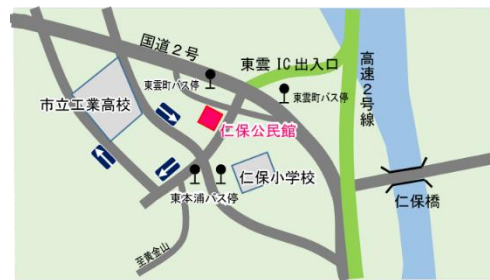 国道２号
東雲 IC 出入口
高速２号線
東雲町バス停
東雲町バス停
市立工業高校
仁保公民館
仁保小学校
仁保橋
東本浦バス停
至黄金山